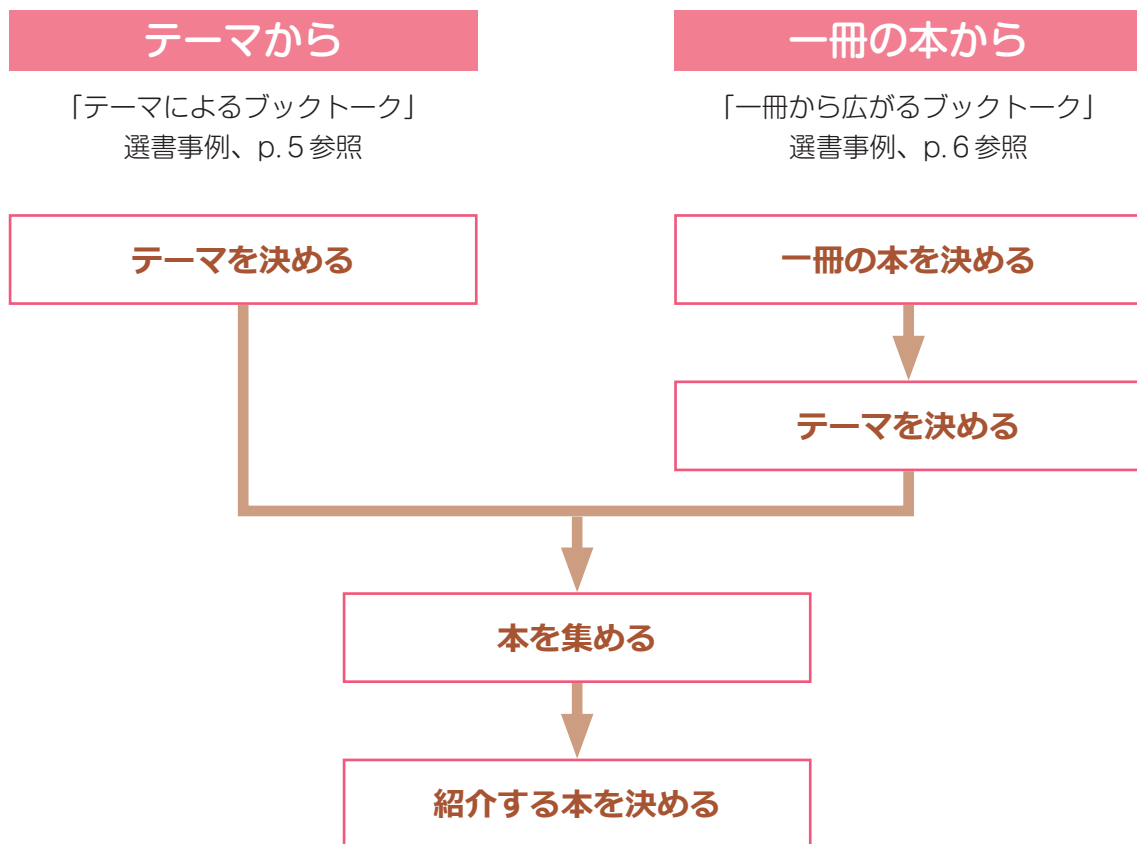 テーマから
「テーマによるブックトーク」
選書事例、p.5参照
テーマを決める
一冊の本から
「一冊から広がるブックトーク」
選書事例、p.6参照
一冊の本を決める
テーマを決める
本を集める
紹介する本を決める